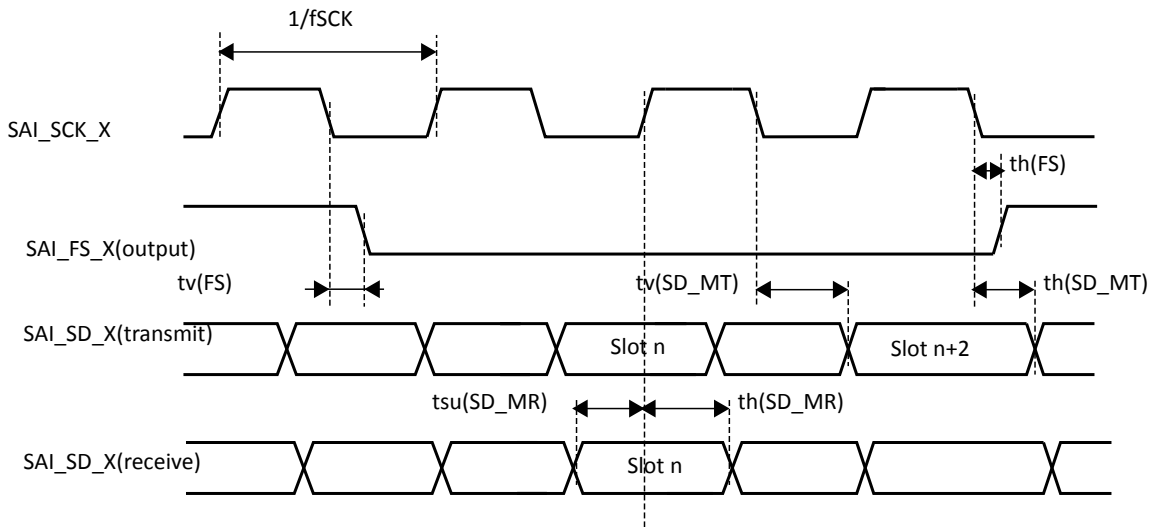 1/fSCK
SAI_SCK_X
th(FS)
SAI_FS_X(output)
tv(FS)
tv(SD_MT)
th(SD_MT)
SAI_SD_X(transmit)
Slot n
Slot n+2
tsu(SD_MR)
th(SD_MR)
SAI_SD_X(receive)
Slot n